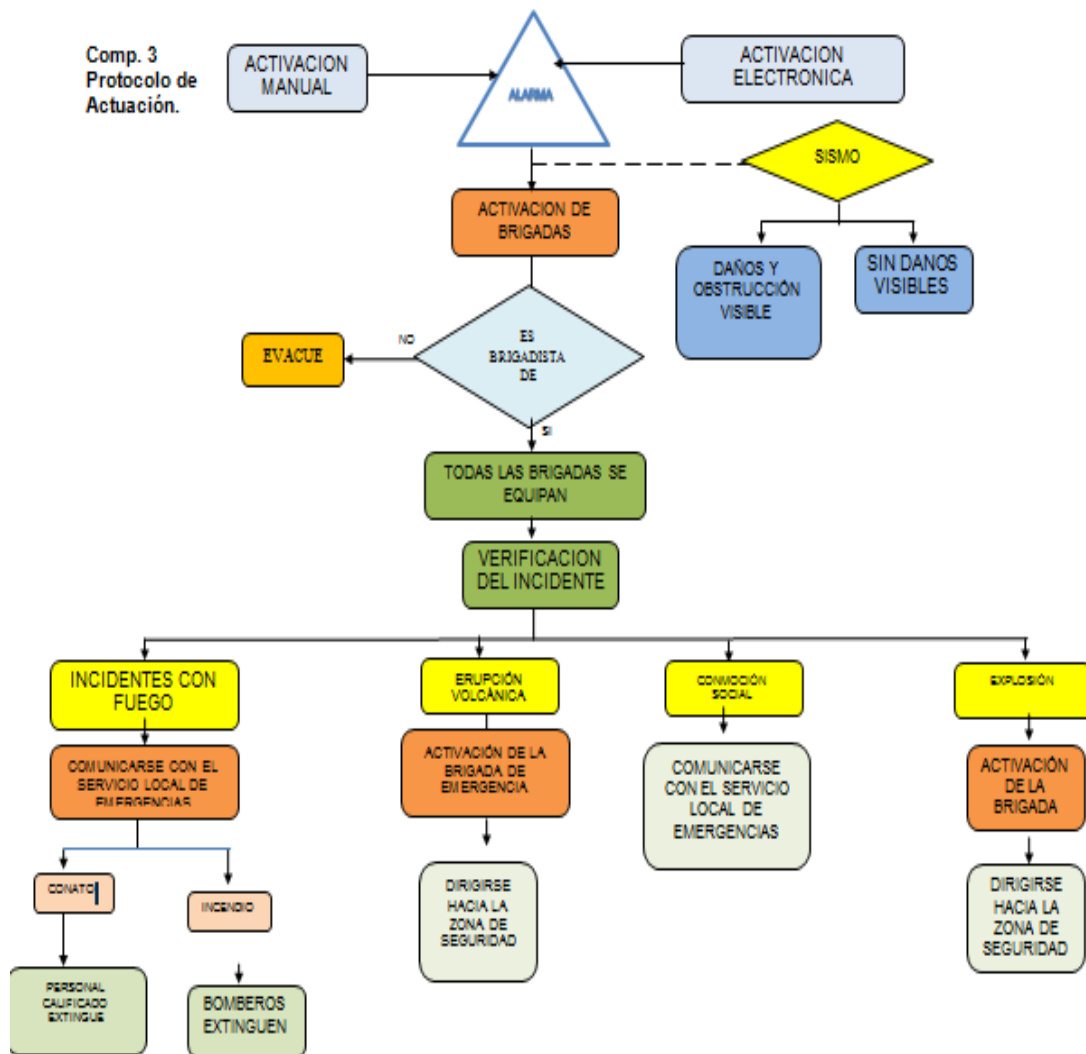 Comp. 3
Protocolo de
Actuación.
ACTIVACION
MANUAL
ALARMA
ACTIVACION
ELECTRONICA
SISMO
ACTIVACION DE
BRIGADAS
DAÑOS Y
OBSTRUCCIÓN
VISIBLE
SIN DANOS
VISIBLES
EVACUE
NO
ES
BRIGADISTA
DE
SI
TODAS LAS BRIGADAS SE
EQUIPAN
VERIFICACION
DEL INCIDENTE
INCIDENTES CON
FUEGO
ERUPCIÓN
VOLCÁNICA
CONMOCIÓN
SOCIAL
EXPLOSIÓN
COMUNICARSE CON EL
SERVICIO LOCAL DE
EMERGENCIAS
ACTIVACIÓN DE LA
BRIGADA DE
EMERGENCIA
COMUNICARSE
CON EL SERVICIO
LOCAL DE
EMERGENCIAS
ACTIVACIÓN
DE LA
BRIGADA
CONATO
INCENDIO
DIRIGIRSE
HACIA LA
ZONA DE
SEGURIDAD
DIRIGIRSE
HACIA LA
ZONA DE
SEGURIDAD
PERSONAL
CALIFICADO
EXTINGUE
BOMBEROS
EXTINGUEN